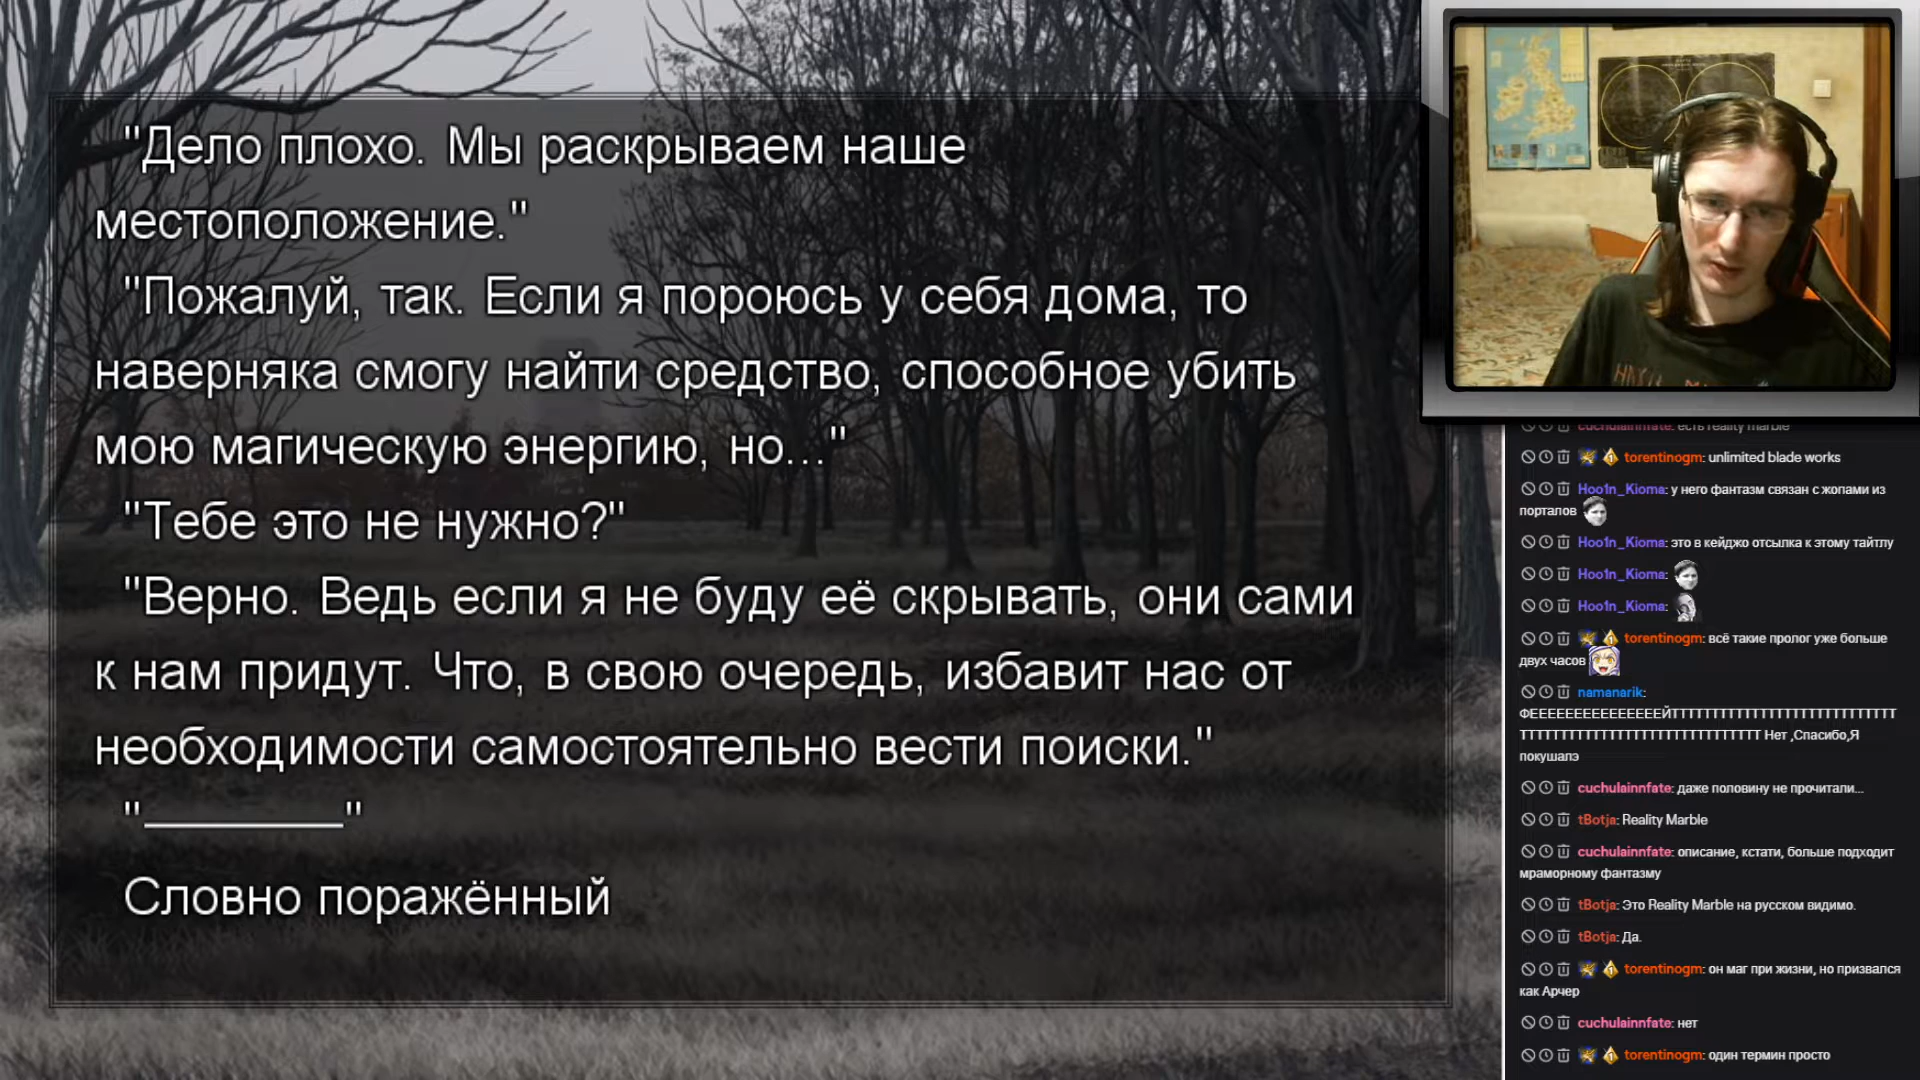 "Дело плохо. Мы раскрываем наше
местоположение."
"Пожалуй, так. Если я пороюсь у себя дома, то
наверняка смогу найти средство, способное убить
мою магическую энергию, но..."
"Тебе это не нужно?"
"Верно. Ведь если я не буду её скрывать, они сами
к нам придут. Что, в свою очередь, избавит нас от
необходимости самостоятельно вести поиски."
"________"
Словно поражённый
cuchulainnfate: есть reality marble
torentinogm: unlimited blade works
Hoo1n_Kioma: у него фантазм связан с жопами из
порталов
Hoo1n_Kioma: это в кейджо отсылка к этому тайтлу
Hoo1n_Kioma:
Hoo1n_Kioma:
torentinogm: всё такие пролог уже больше
двух часов
namanarik:
cuchulainnfate: даже половину не прочитали...
Нет ,Спасибо,Я
покушалэ
tBotja: Reality Marble
cuchulainnfate: описание, кстати, больше подходит
мраморному фантазму
tBotja: Это Reality Marble на русском видимо.
tBotja: Да.
torentinogm: он маг при жизни, но призвался
как Арчер
cuchulainnfate: нет
torentinogm: один термин просто